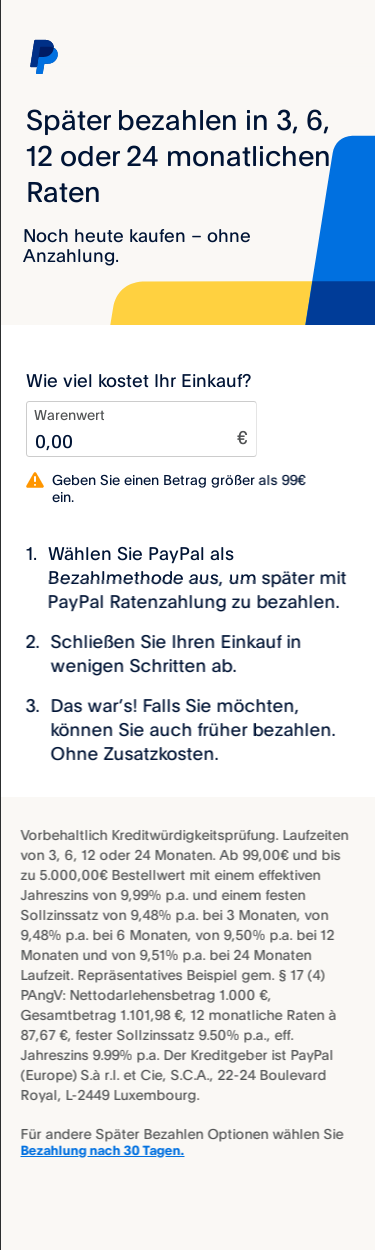 Später bezahlen in 3, 6,
12 oder 24 monatlichen
Raten
Noch heute kaufen – ohne
Anzahlung.
Wie viel kostet Ihr Einkauf?
Warenwert
0,00 €
Geben Sie einen Betrag größer als 99€
ein.
1. Wählen Sie PayPal als
Bezahlmethode aus, um später mit
PayPal Ratenzahlung zu bezahlen.
2. Schließen Sie Ihren Einkauf in
wenigen Schritten ab.
3. Das war's! Falls Sie möchten,
können Sie auch früher bezahlen.
Ohne Zusatzkosten.
Vorbehaltlich Kreditwürdigkeitsprüfung. Laufzeiten
von 3, 6, 12 oder 24 Monaten. Ab 99,00€ und bis
zu 5.000,00€ Bestellwert mit einem effektiven
Jahreszins von 9,99% p.a. und einem festen
Sollzinssatz von 9,48% p.a. bei 3 Monaten, von
9,48% p.a. bei 6 Monaten, von 9,50% p.a. bei 12
Monaten und von 9,51% p.a. bei 24 Monaten
Laufzeit. Repräsentatives Beispiel gem. § 17 (4)
PAngV: Nettodarlehensbetrag 1.000 €,
Gesamtbetrag 1.101,98 €, 12 monatliche Raten à
87,67 €, fester Sollzinssatz 9.50% p.a., eff.
Jahreszins 9.99% p.a. Der Kreditgeber ist PayPal
(Europe) S.à r.l. et Cie, S.C.A., 22-24 Boulevard
Royal, L-2449 Luxembourg.
Für andere Später Bezahlen Optionen wählen Sie
Bezahlung nach 30 Tagen.